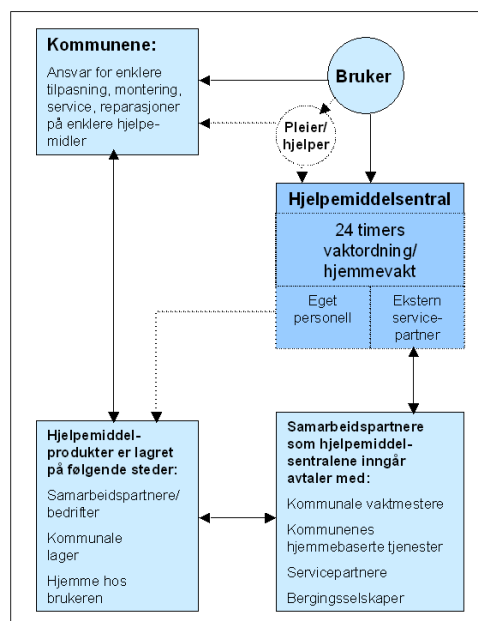 Kommunene:
Ansvar for enklere
tilpasning, montering,
service, reparasjoner
på enklere hjelpe-
midler
Bruker
Pleier/
hjelper
Hjelpemiddelsentral
24 timers
vaktordning/
hjemmevakt
Eget
personell
Ekstern
service-
partner
Hjelpemiddel-
produkter er lagret
på følgende steder:
Samarbeidspartnere/
bedrifter
Kommunale
lager
Hjemme hos
brukeren
Samarbeidspartnere
som hjelpemiddel-
sentralene inngår
avtaler med:
Kommunale vaktmestere
Kommunenes
hjemmebaserte tjenester
Servicepartnere
Bergingsselskaper